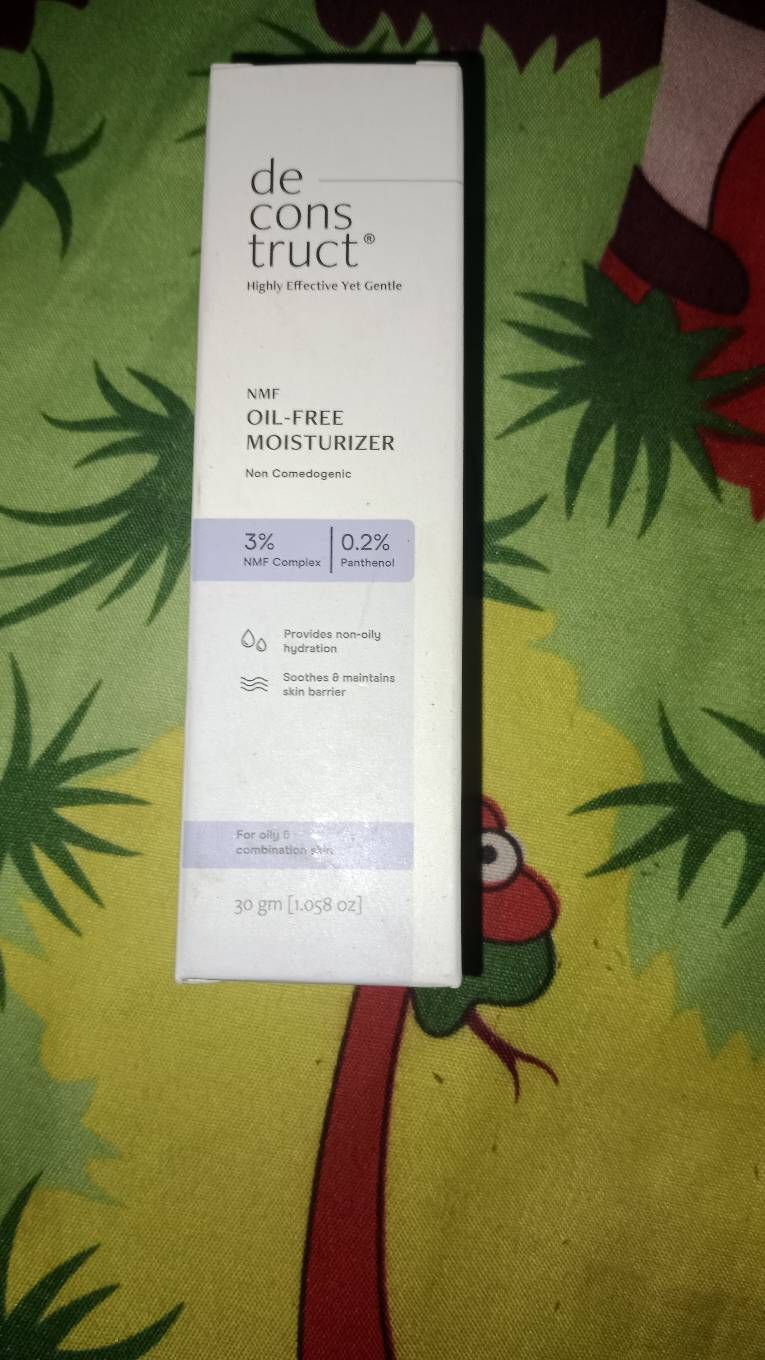 de
cons
truct®
Highly Effective Yet Gentle
NMF
OIL-FREE
MOISTURIZER
Non Comedogenic
3%
NMF Complex
0.2%
Panthenol
Provides non-oily
hydration
Soothes & maintains
skin barrier
For oily &
combination skin
30 gm [1.058 oz]